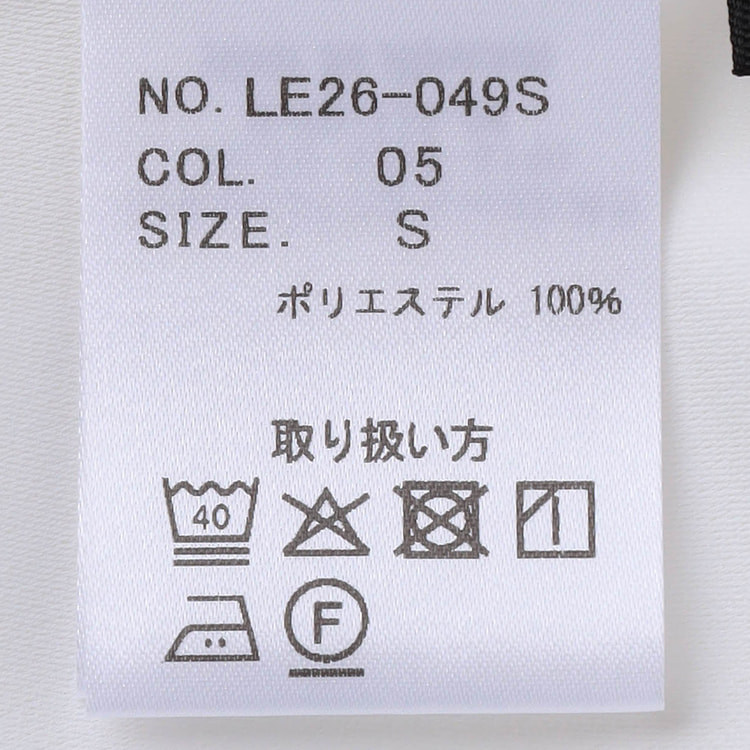 NO. LE26-049S
COL. 05
SIZE. S
ポリエステル 100%
取り扱い方
40
F